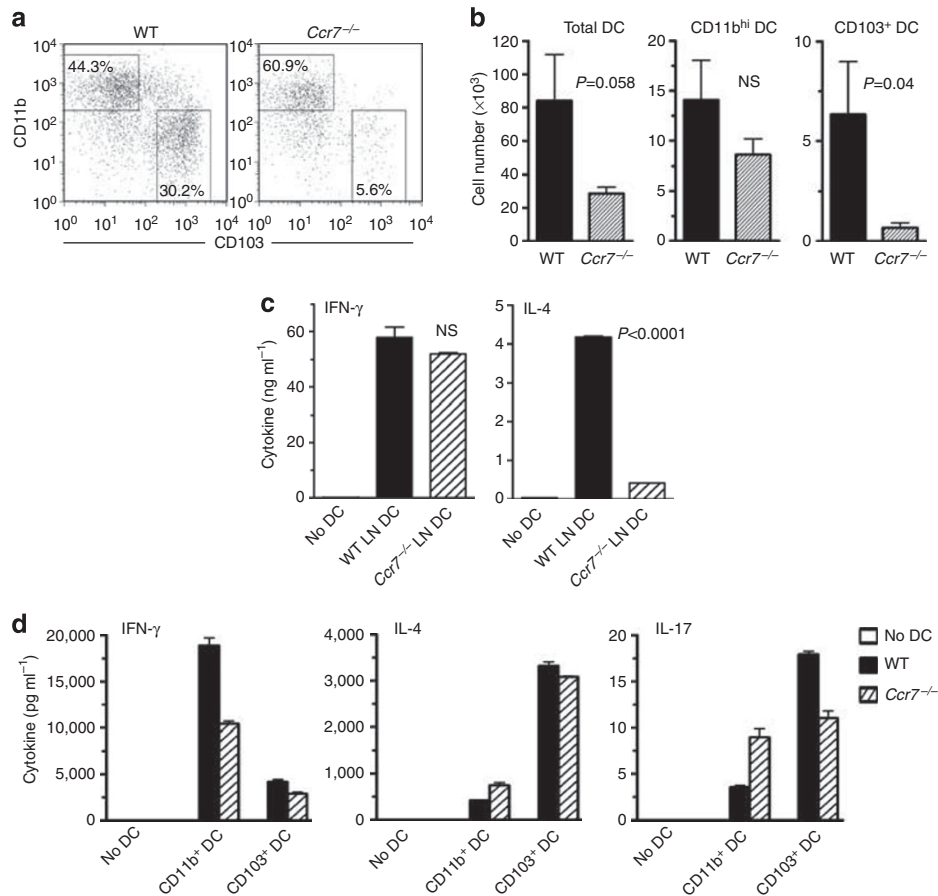 a
WT
Ccr7–/–
CD11b
10⁴
10³
10²
10¹
10⁰
44.3%
30.2%
10⁰ 10¹ 10² 10³ 10⁴
10⁴
10³
10²
10¹
10⁰
60.9%
5.6%
10⁰ 10¹ 10² 10³ 10⁴
CD103
b
Total DC
Cell number (×10³)
120
100
80
60
40
20
0
P=0.058
WT Ccr7–/–
CD11bʰⁱ DC
20
15
10
5
0
NS
WT Ccr7–/–
CD103⁺ DC
10
5
0
P=0.04
WT Ccr7–/–
c
IFN-γ
Cytokine (ng ml⁻¹)
60
40
20
0
NS
No DC
WT LN DC
Ccr7–/– LN DC
IL-4
5
4
3
2
1
0
P<0.0001
No DC
WT LN DC
Ccr7–/– LN DC
d
IFN-γ
Cytokine (pg ml⁻¹)
20,000
15,000
10,000
5,000
0
No DC
CD11b⁺ DC
CD103⁺ DC
IL-4
4,000
3,000
2,000
1,000
0
No DC
CD11b⁺ DC
CD103⁺ DC
IL-17
20
15
10
5
0
No DC
CD11b⁺ DC
CD103⁺ DC
No DC
WT
Ccr7–/–